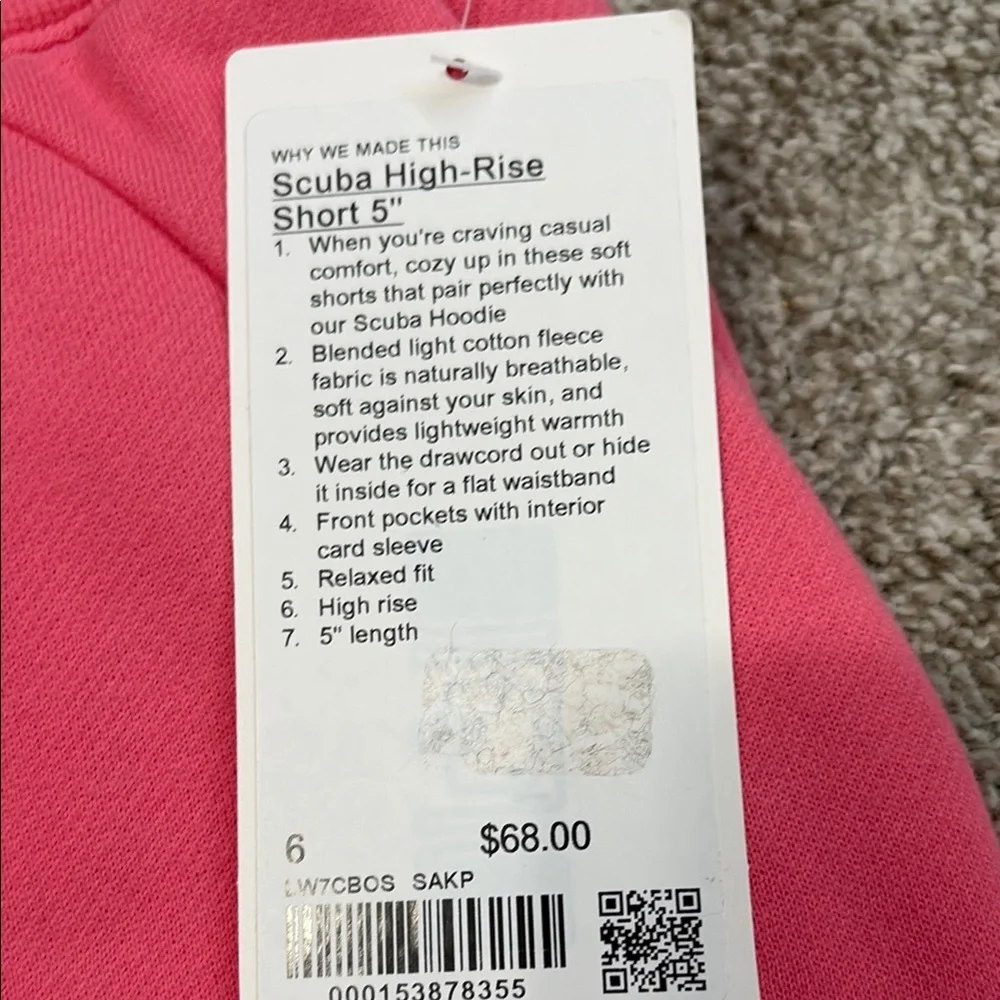 WHY WE MADE THIS
Scuba High-Rise
Short 5"
1. When you're craving casual
comfort, cozy up in these soft
shorts that pair perfectly with
our Scuba Hoodie
2. Blended light cotton fleece
fabric is naturally breathable,
soft against your skin, and
provides lightweight warmth
3. Wear the drawcord out or hide
it inside for a flat waistband
4. Front pockets with interior
card sleeve
5. Relaxed fit
6. High rise
7. 5" length
6 $68.00
LW7CBOS SAKP
000153878355